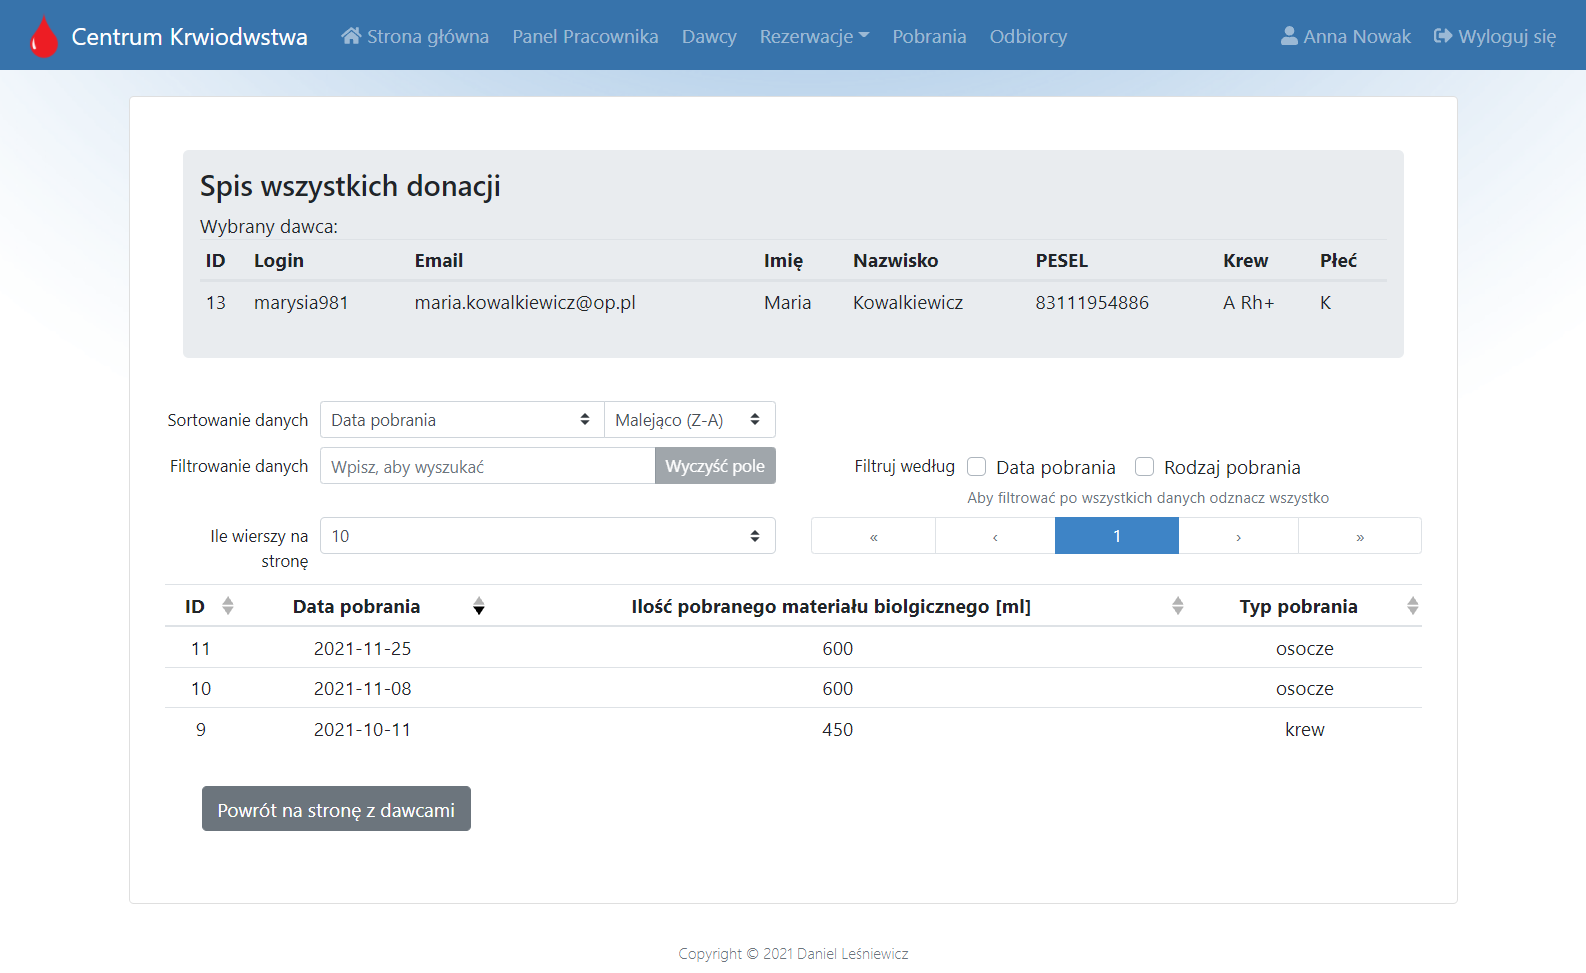 Centrum Krwiodwstwa Strona główna Panel Pracownika Dawcy Rezerwacje Pobrania Odbiorcy Anna Nowak Wyloguj się
Spis wszystkich donacji
Wybrany dawca:
ID Login Email Imię Nazwisko PESEL Krew Płeć
13 marysia981 maria.kowalkiewicz@op.pl Maria Kowalkiewicz 83111954886 A Rh+ K
Sortowanie danych Data pobrania Malejąco (Z-A)
Filtrowanie danych Wpisz, aby wyszukać Wyczyść pole Filtruj według Data pobrania Rodzaj pobrania
Aby filtrować po wszystkich danych odznacz wszystko
Ile wierszy na 10 « ‹ 1 › »
stronę
ID Data pobrania Ilość pobranego materiału biolgicznego [ml] Typ pobrania
11 2021-11-25 600 osocze
10 2021-11-08 600 osocze
9 2021-10-11 450 krew
Powrót na stronę z dawcami
Copyright © 2021 Daniel Leśniewicz